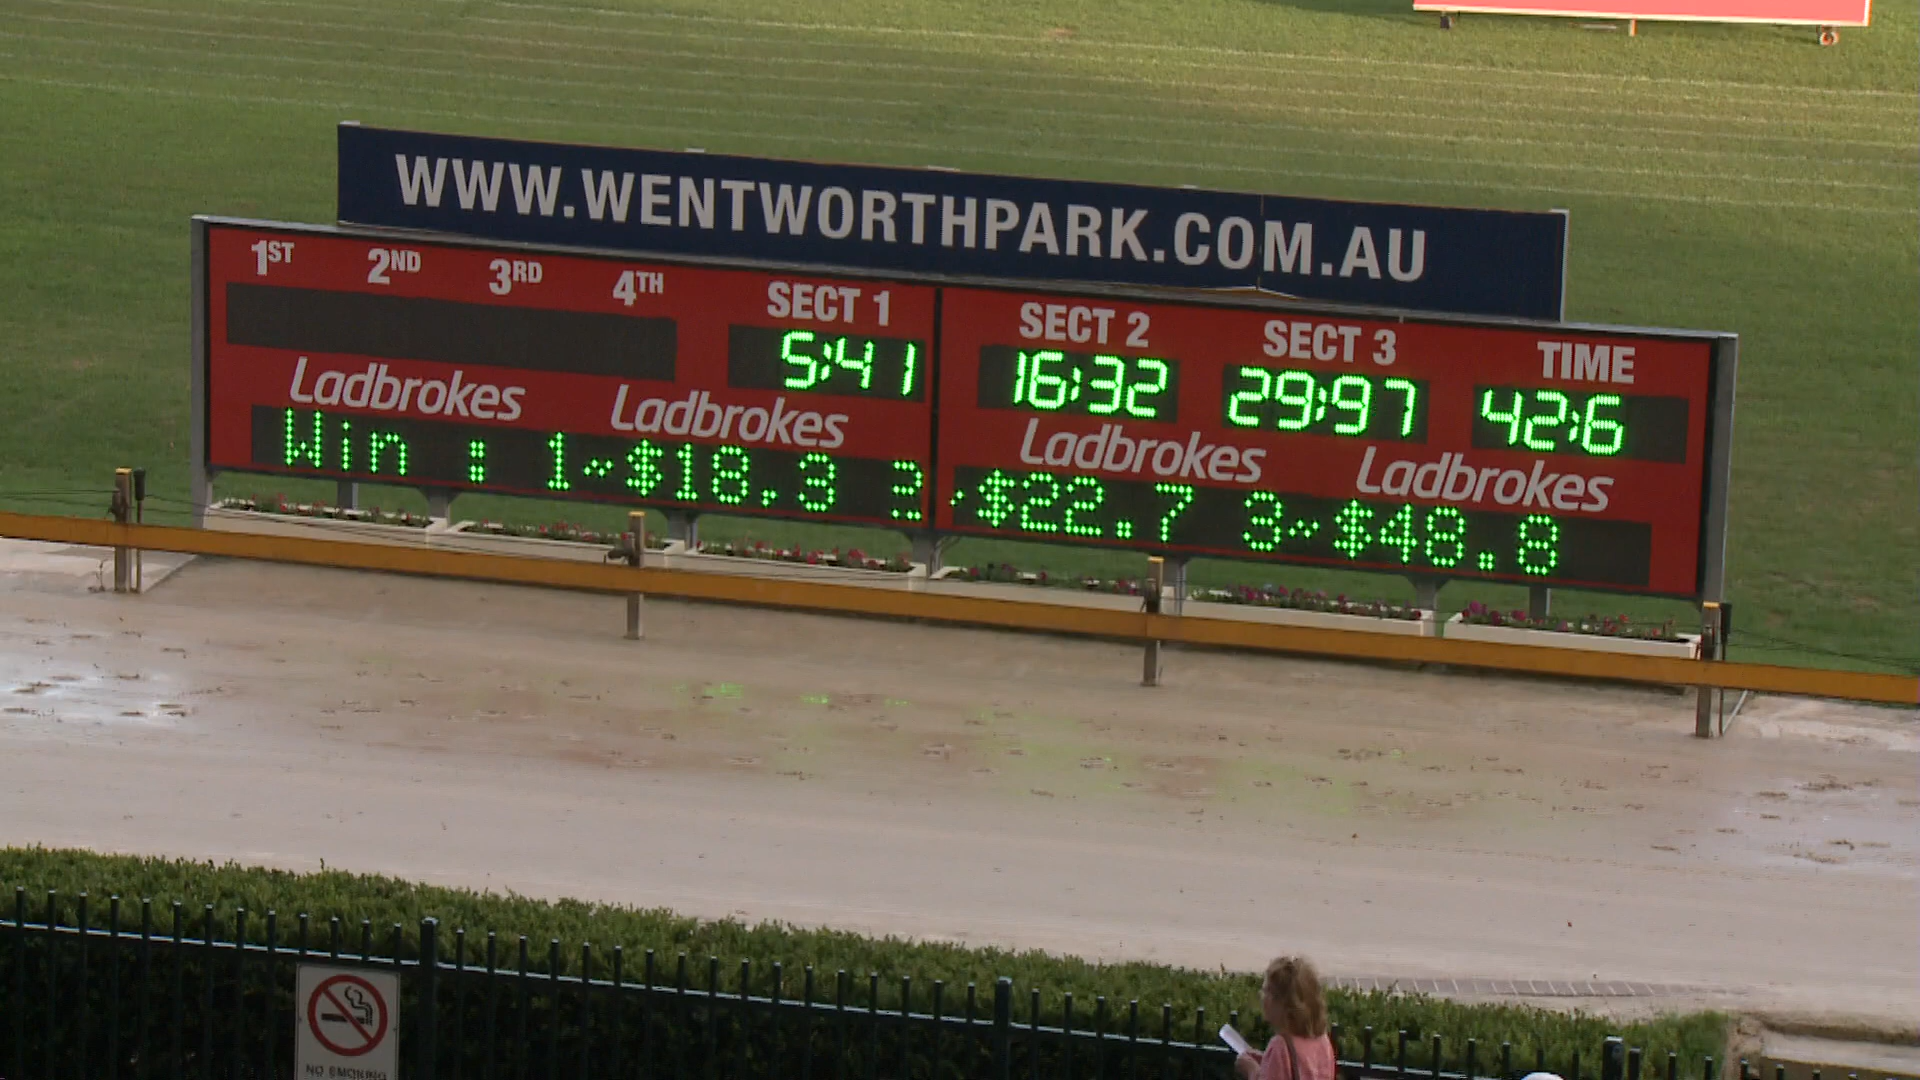 WWW.WENTWORTHPARK.COM.AU
1ST 2ND 3RD 4TH SECT 1 SECT 2 SECT 3 TIME
5:41 16:32 29:97 42:6
Ladbrokes Ladbrokes Ladbrokes Ladbrokes
Win : 1~$18.3 2~$22.7 3~$48.8
NO SMOKING